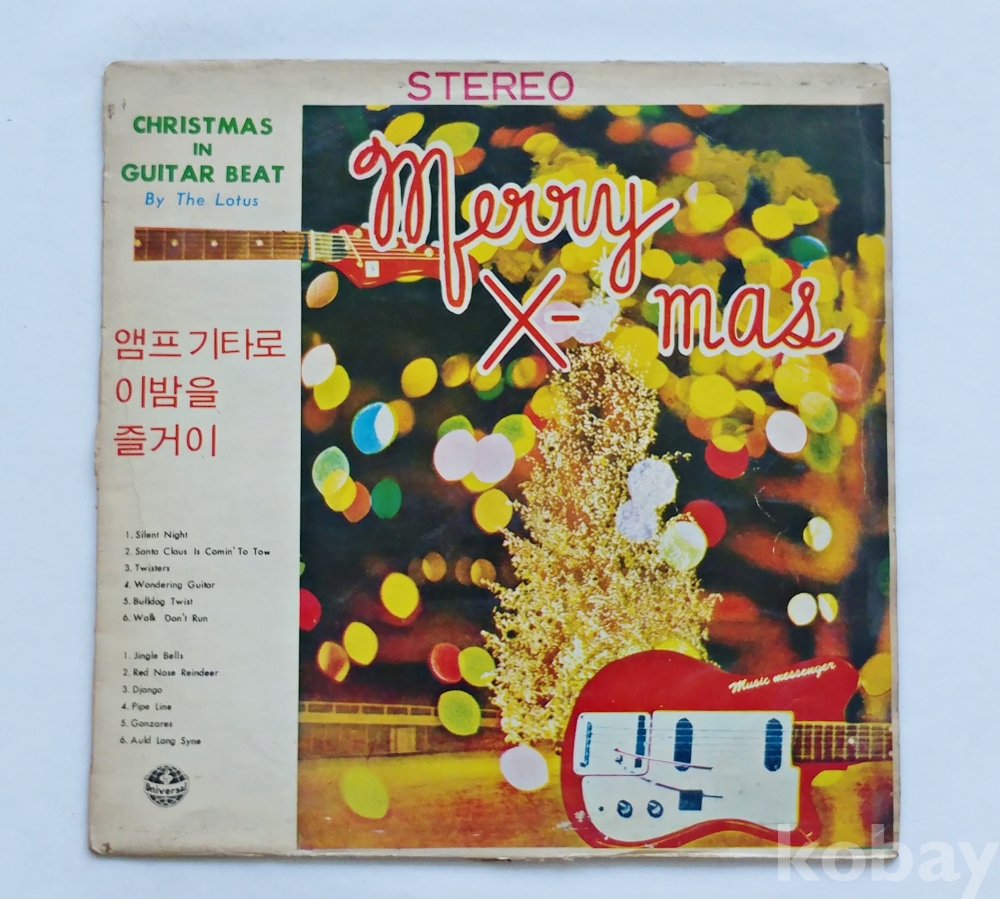 STEREO
CHRISTMAS
IN
GUITAR BEAT
By The Lotus
Merry
X-mas
앰프 기타로
이밤을
즐거이
1. Silent Night
2. Santa Claus Is Comin' To Tow
3. Twisters
4. Wondering Guitar
5. Bulldog Twist
6. Walk Don't Run
1. Jingle Bells
2. Red Nose Reindeer
3. Django
4. Pipe Line
5. Gonzares
6. Auld Lang Syne
Universal
Music messenger
kobay